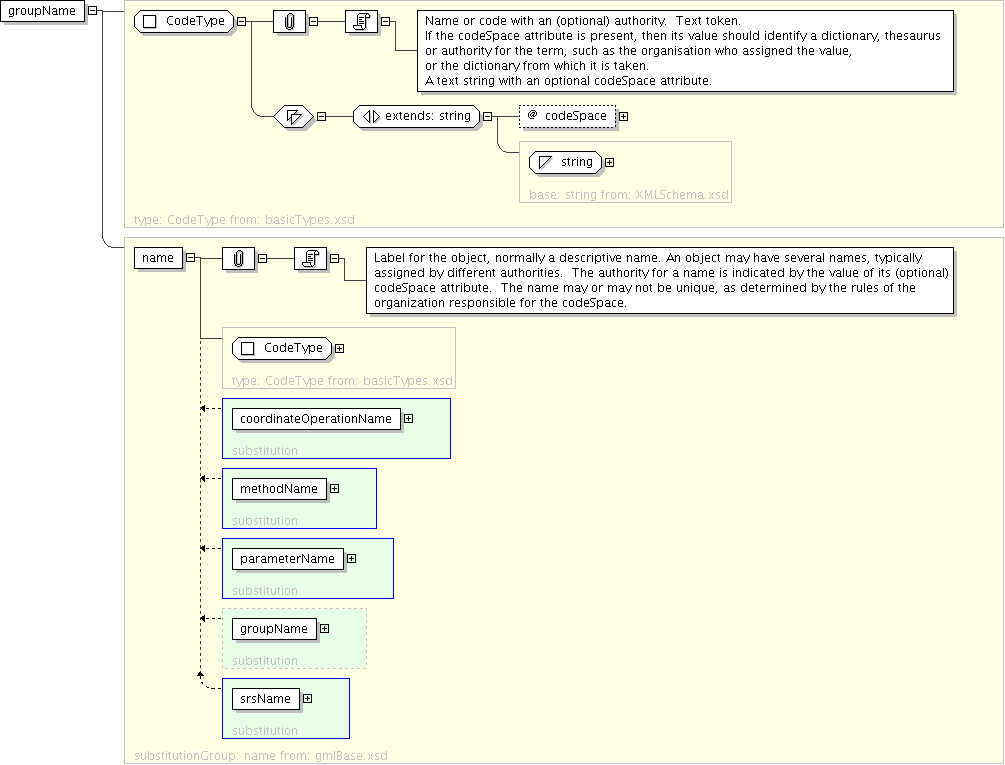 groupName
CodeType
Name or code with an (optional) authority.  Text token.
If the codeSpace attribute is present, then its value should identify a dictionary, thesaurus
or authority for the term, such as the organisation who assigned the value,
or the dictionary from which it is taken.
A text string with an optional codeSpace attribute.
extends: string
@ codeSpace
string
base: string from: XMLSchema.xsd
type: CodeType from: basicTypes.xsd
name
Label for the object, normally a descriptive name. An object may have several names, typically
assigned by different authorities.  The authority for a name is indicated by the value of its (optional)
codeSpace attribute.  The name may or may not be unique, as determined by the rules of the
organization responsible for the codeSpace.
CodeType
type: CodeType from: basicTypes.xsd
coordinateOperationName
substitution
methodName
substitution
parameterName
substitution
groupName
substitution
srsName
substitution
substitutionGroup: name from: gmlBase.xsd